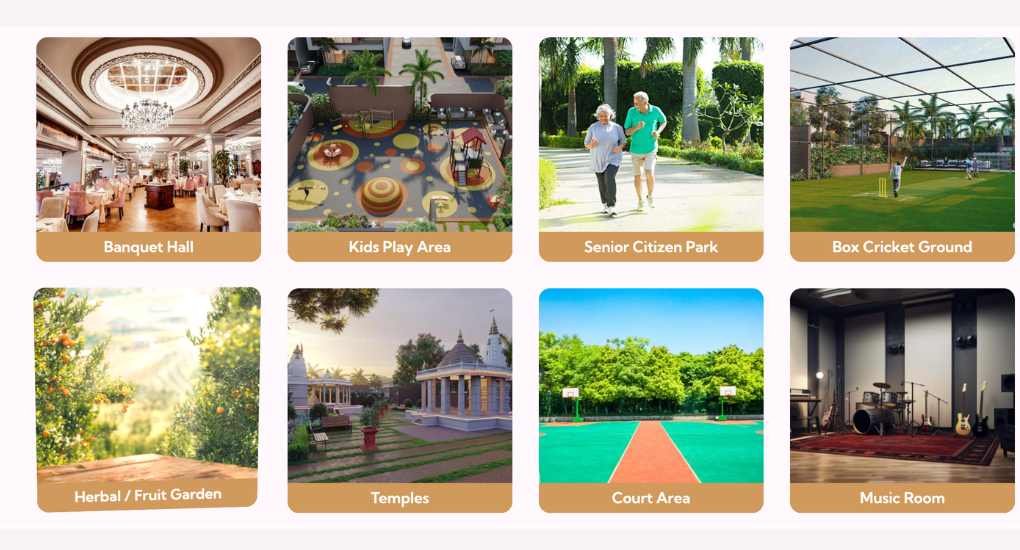 Banquet Hall
Kids Play Area
Senior Citizen Park
Box Cricket Ground
Herbal / Fruit Garden
Temples
Court Area
Music Room